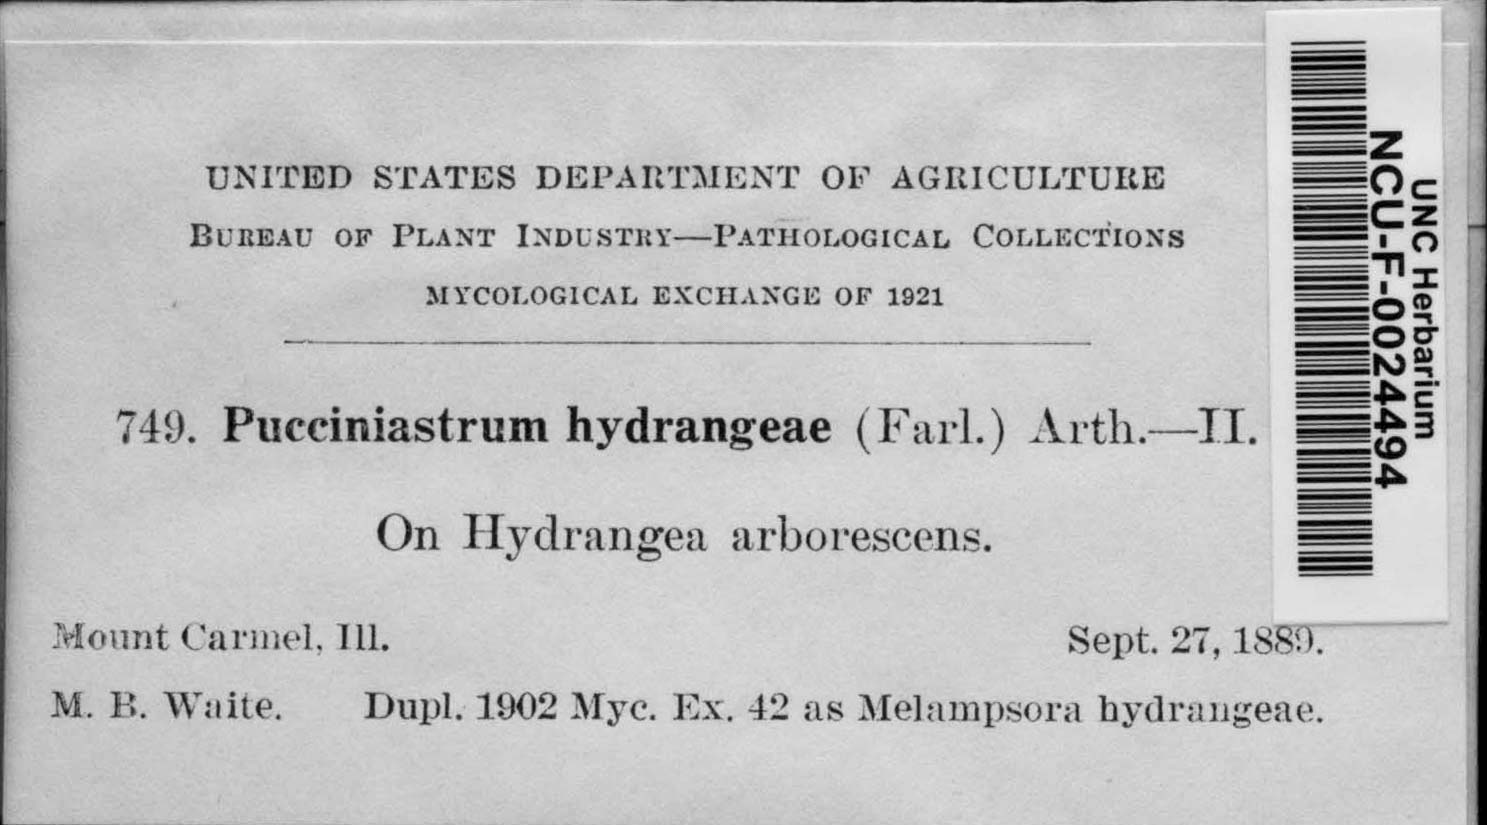 UNITED STATES DEPARTMENT OF AGRICULTURE
BUREAU OF PLANT INDUSTRY—PATHOLOGICAL COLLECTIONS
MYCOLOGICAL EXCHANGE OF 1921
749. Pucciniastrum hydrangeae (Farl.) Arth.—II.
On Hydrangea arborescens.
Mount Carmel, Ill. Sept. 27, 1889.
M. B. Waite. Dupl. 1902 Myc. Ex. 42 as Melampsora hydrangeae.
UNC Herbarium
NCU-F-0024494